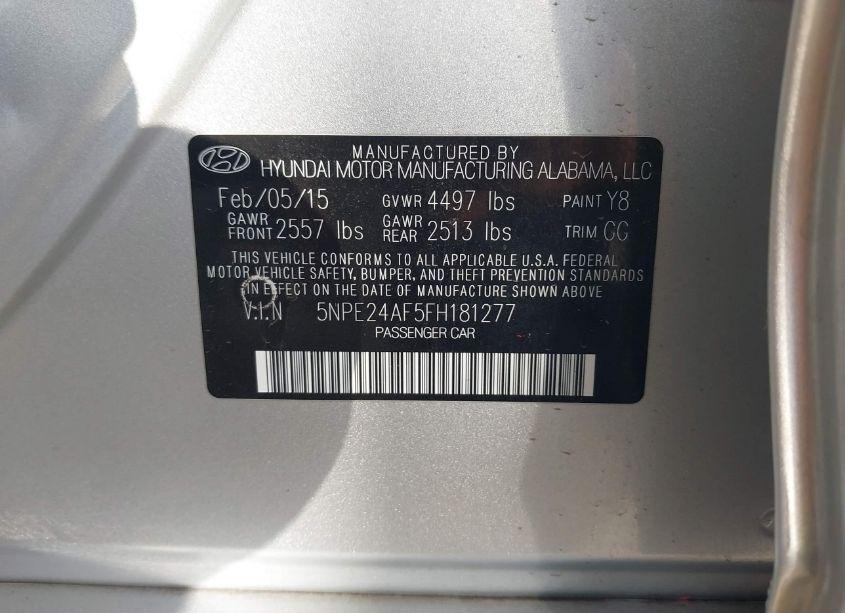 MANUFACTURED BY
HYUNDAI MOTOR MANUFACTURING ALABAMA, LLC
Feb/05/15 GVWR 4497 lbs PAINT Y8
GAWR FRONT 2557 lbs GAWR REAR 2513 lbs TRIM CC
THIS VEHICLE CONFORMS TO ALL APPLICABLE U.S.A. FEDERAL
MOTOR VEHICLE SAFETY, BUMPER, AND THEFT PREVENTION STANDARDS
IN EFFECT ON THE DATE OF MANUFACTURE SHOWN ABOVE
V.I.N 5NPE24AF5FH181277
PASSENGER CAR